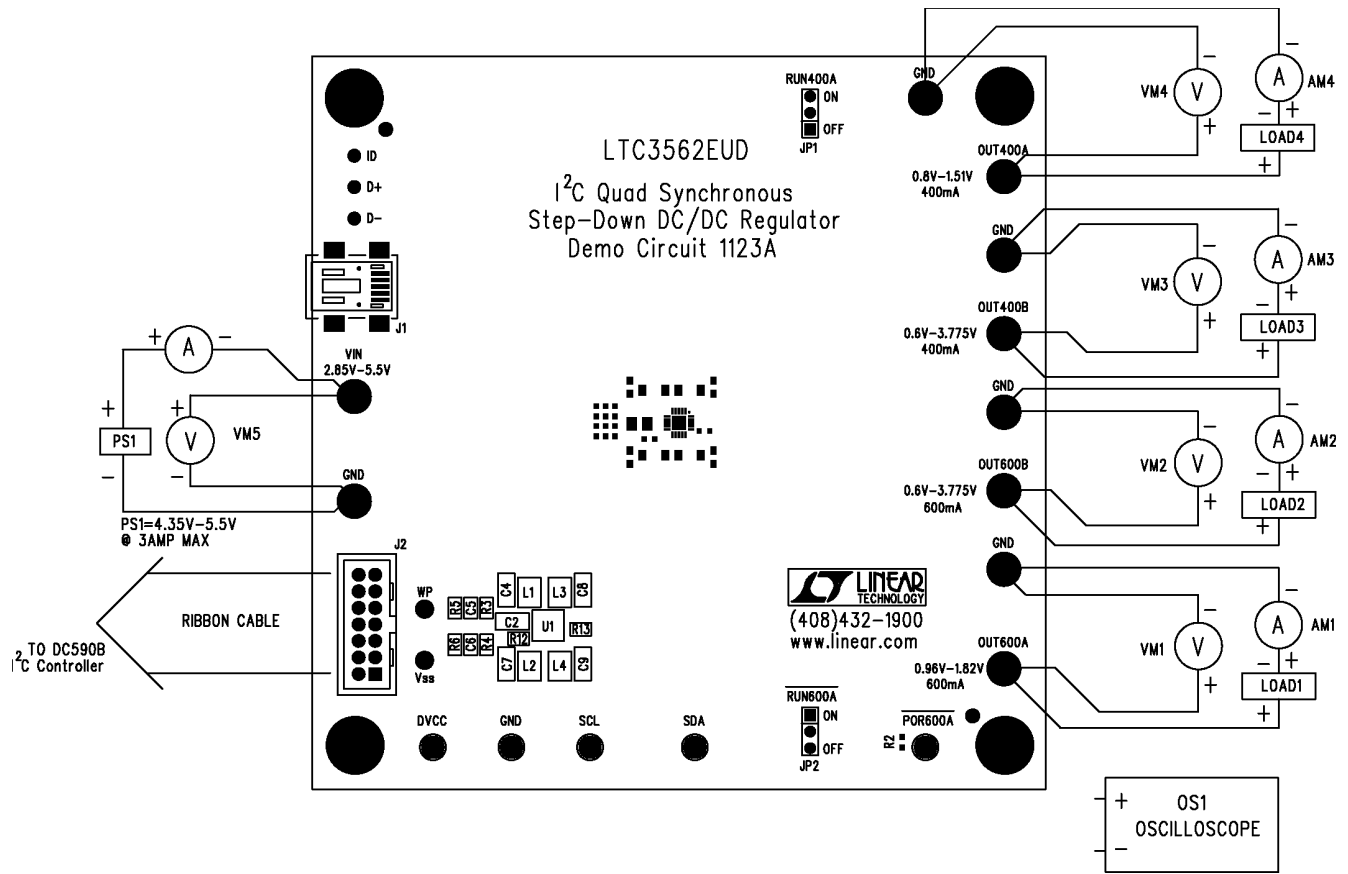 RUN400A
ON
OFF
JP1
GND
VM4
V
A
AM4
LOAD4
LTC3562EUD
I²C Quad Synchronous
Step-Down DC/DC Regulator
Demo Circuit 1123A
ID
D+
D-
J1
OUT400A
0.8V-1.51V
400mA
GND
VM3
V
A
AM3
LOAD3
OUT400B
0.6V-3.775V
400mA
+ A -
VIN
2.85V-5.5V
PS1
V
VM5
GND
PS1=4.35V-5.5V
@ 3AMP MAX
GND
VM2
V
A
AM2
LOAD2
OUT600B
0.6V-3.775V
600mA
GND
VM1
V
A
AM1
LOAD1
OUT600A
0.96V-1.82V
600mA
J2
RIBBON CABLE
TO DC590B
I²C Controller
WP
Vss
R5
C5
R3
R6
C6
R4
C4
L1
L3
C8
C2
U1
R12
R13
C7
L2
L4
C9
LINEAR
TECHNOLOGY
(408)432-1900
www.linear.com
DVCC
GND
SCL
SDA
RUN600A
ON
OFF
JP2
POR600A
R2
+ OS1
OSCILLOSCOPE
-